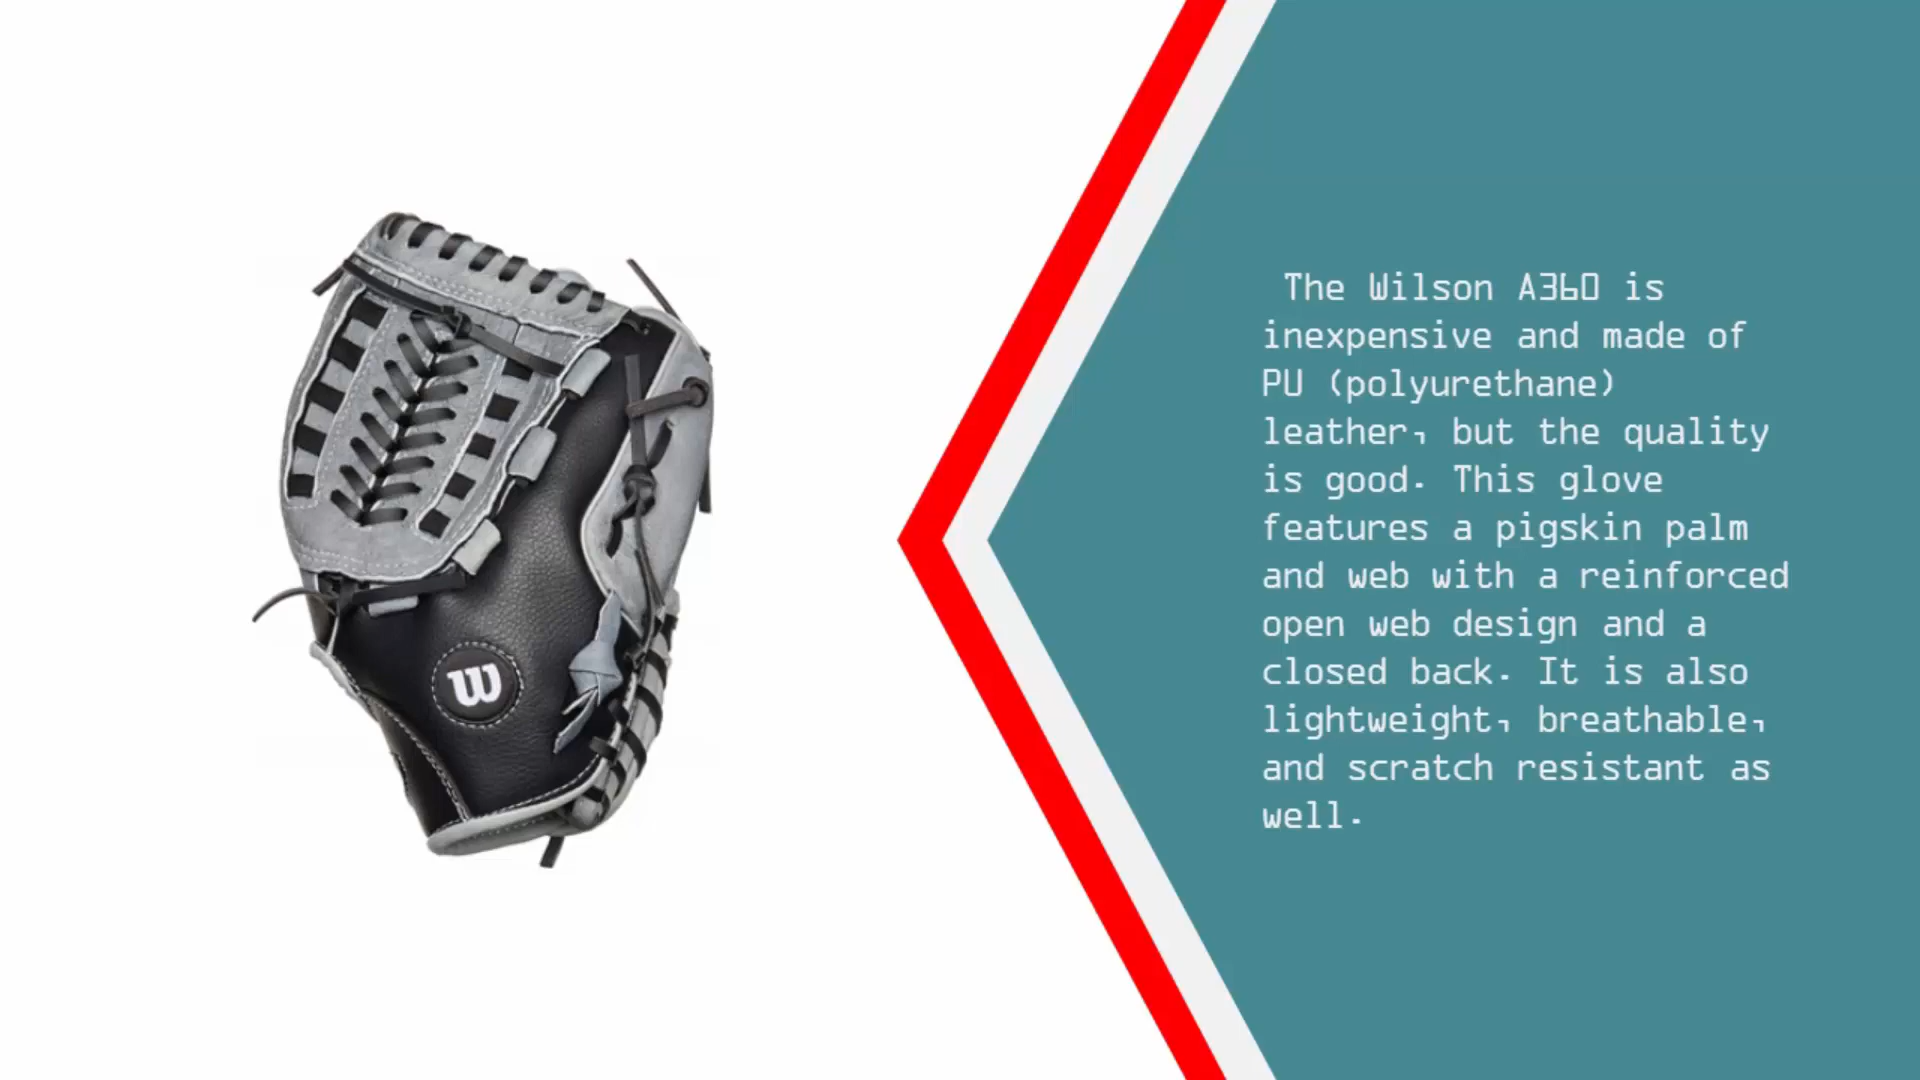 The Wilson A360 is
inexpensive and made of
PU (polyurethane)
leather, but the quality
is good. This glove
features a pigskin palm
and web with a reinforced
open web design and a
closed back. It is also
lightweight, breathable,
and scratch resistant as
well.
W